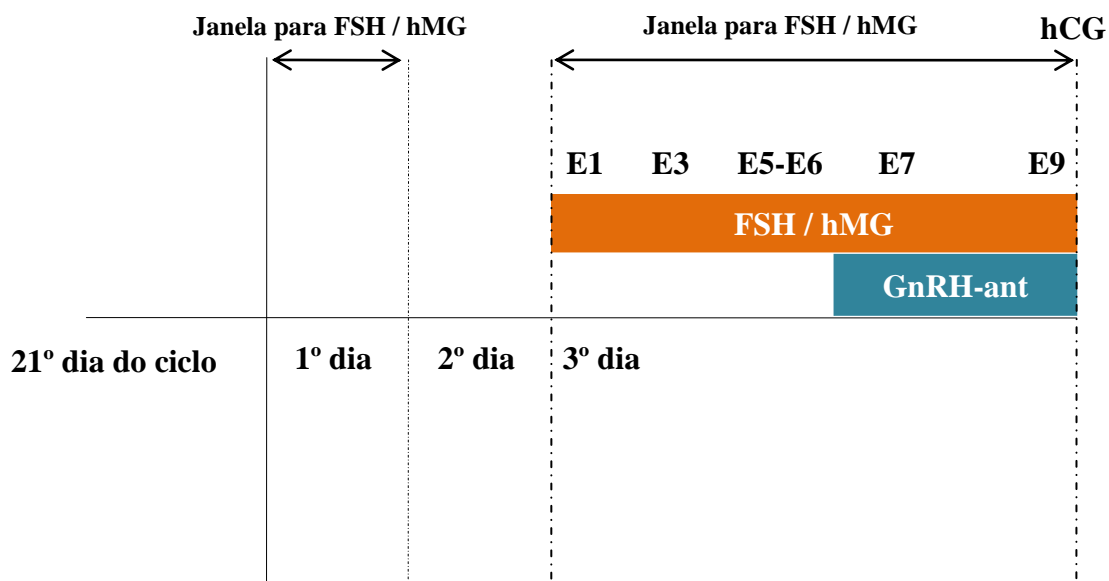 Janela para FSH / hMG
Janela para FSH / hMG
hCG
E1 E3 E5-E6 E7 E9
FSH / hMG
GnRH-ant
21º dia do ciclo
1º dia
2º dia
3º dia